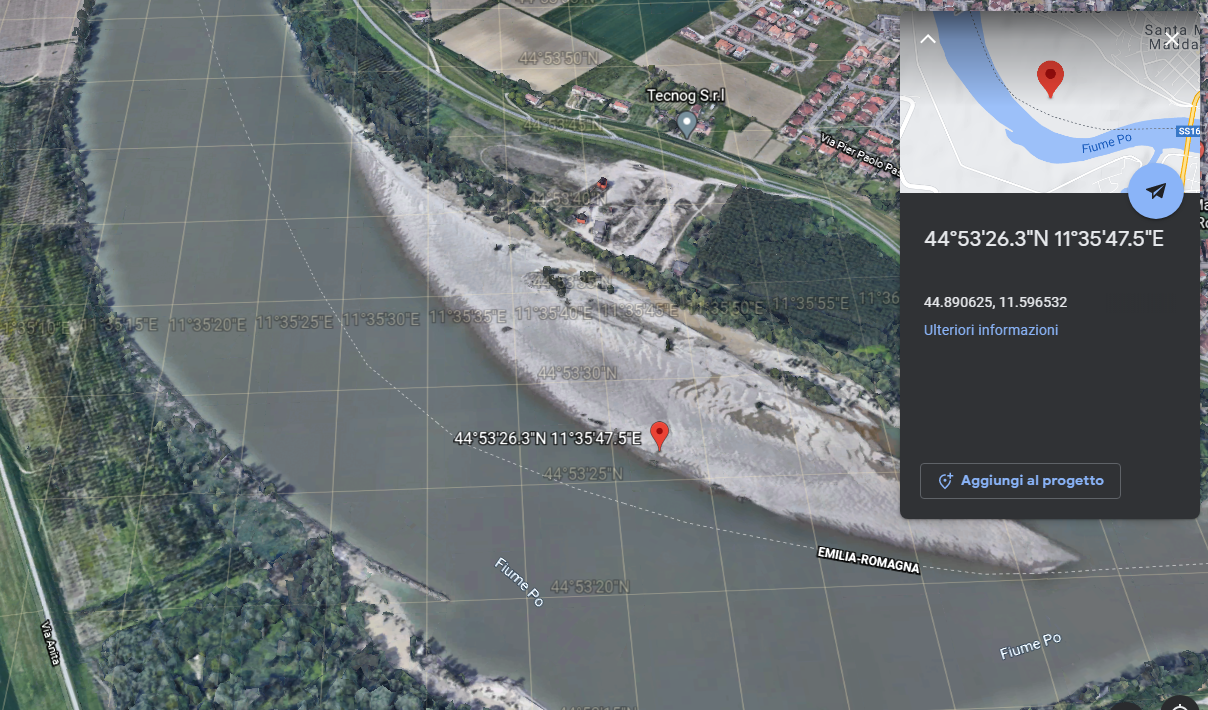 44°53'50"N
Tecnog S.r.l
44°53'45"N
Via Pier Paolo Pas
44°53'40"N
11°35'15"E
11°35'20"E
11°35'25"E
11°35'30"E
11°35'35"E
11°35'40"E
11°35'45"E
11°35'50"E
11°35'55"E
11°36
44°53'30"N
44°53'26.3"N 11°35'47.5"E
44°53'25"N
EMILIA-ROMAGNA
Fiume Po
44°53'20"N
Fiume Po
Via Anita
Santa M
Madda
SS16
Fiume Po
44°53'26.3"N 11°35'47.5"E
44.890625, 11.596532
Ulteriori informazioni
Aggiungi al progetto